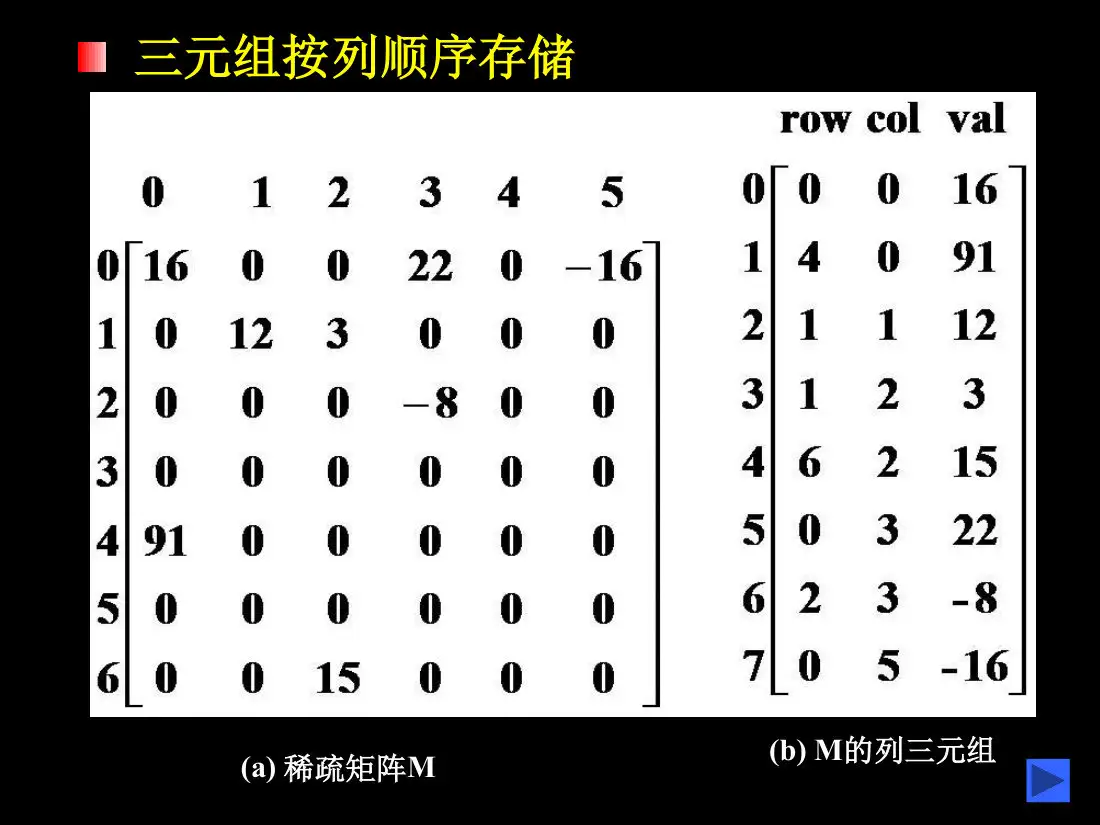 三元组按列顺序存储
0 1 2 3 4 5
0 16 0 0 22 0 −16
1 0 12 3 0 0 0
2 0 0 0 −8 0 0
3 0 0 0 0 0 0
4 91 0 0 0 0 0
5 0 0 0 0 0 0
6 0 0 15 0 0 0
(a) 稀疏矩阵M
row col val
0 0 0 16
1 4 0 91
2 1 1 12
3 1 2 3
4 6 2 15
5 0 3 22
6 2 3 -8
7 0 5 -16
(b) M的列三元组